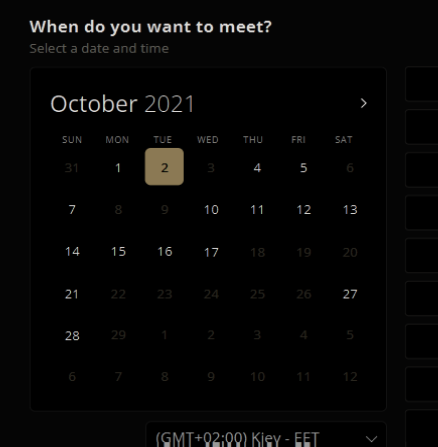 When do you want to meet?
Select a date and time
October 2021 >
SUN MON TUE WED THU FRI SAT
31 1 2 3 4 5 6
7 8 9 10 11 12 13
14 15 16 17 18 19 20
21 22 23 24 25 26 27
28 29 1 2 3 4 5
6 7 8 9 10 11 12
(GMT+02:00) Kiev - EET